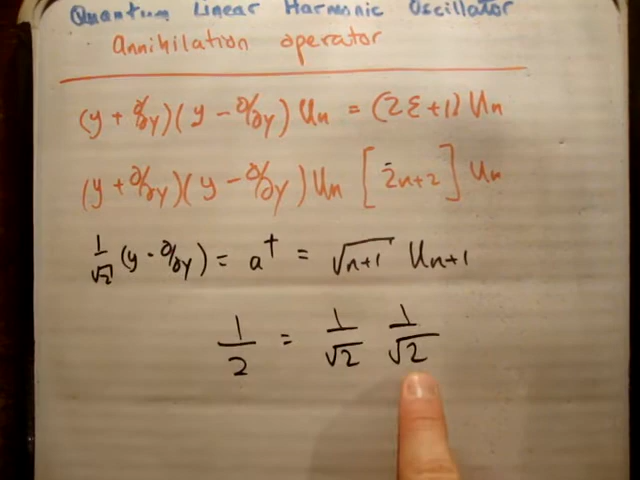 Quantum Linear Harmonic Oscillator
Annihilation operator
(y + ∂/∂y)(y - ∂/∂y) Un = (2ε+1) Un
(y + ∂/∂y)(y - ∂/∂y) Un [2n+2] Un
1/√2 (y - ∂/∂y) = a† = √n+1 Un+1
1/2 = 1/√2 1/√2